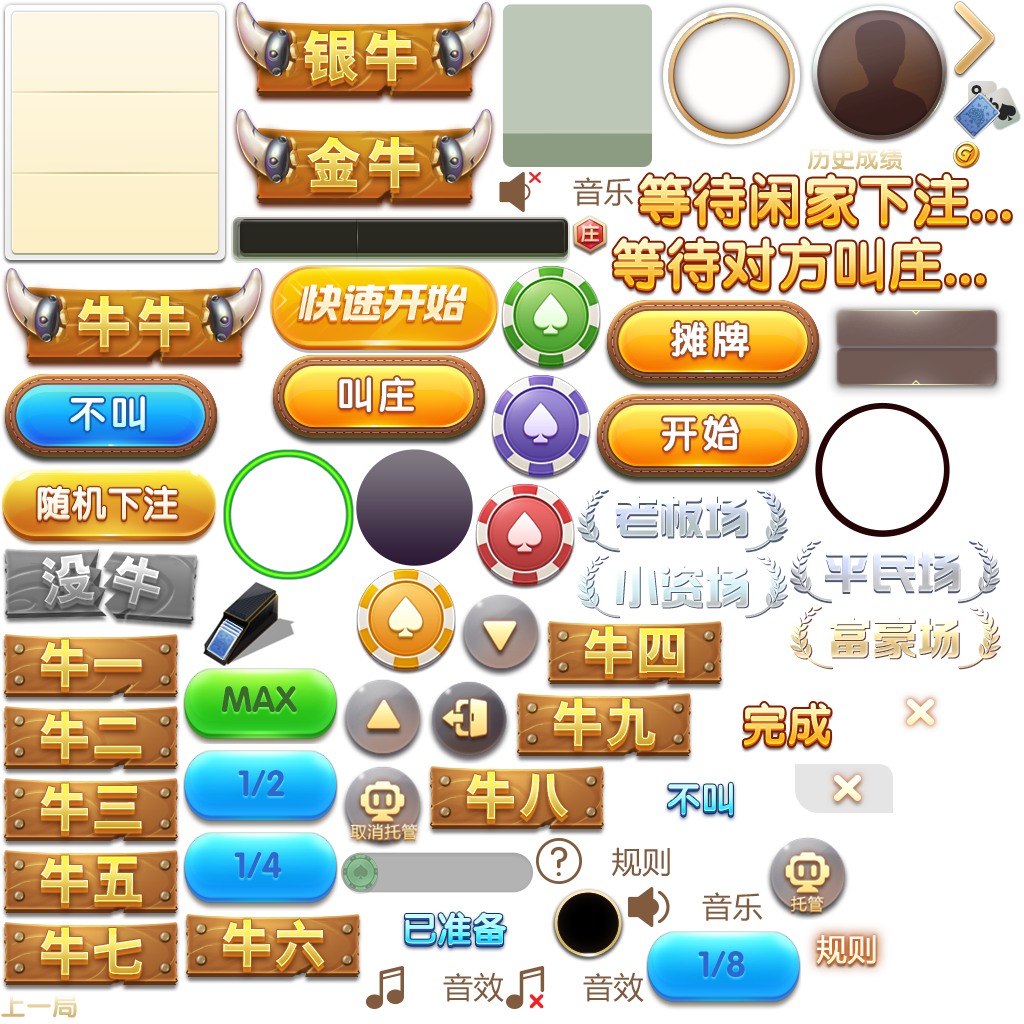 银牛
金牛
历史成绩
音乐
等待闲家下注...
庄
等待对方叫庄...
牛牛
快速开始
摊牌
不叫
叫庄
开始
随机下注
老板场
平民场
小资场
富豪场
没牛
牛一
牛四
MAX
牛二
牛九
完成
1/2
牛三
牛八
不叫
取消托管
1/4
牛五
?
规则
托管
音乐
已准备
牛七
牛六
1/8
规则
音效
音效
上一局